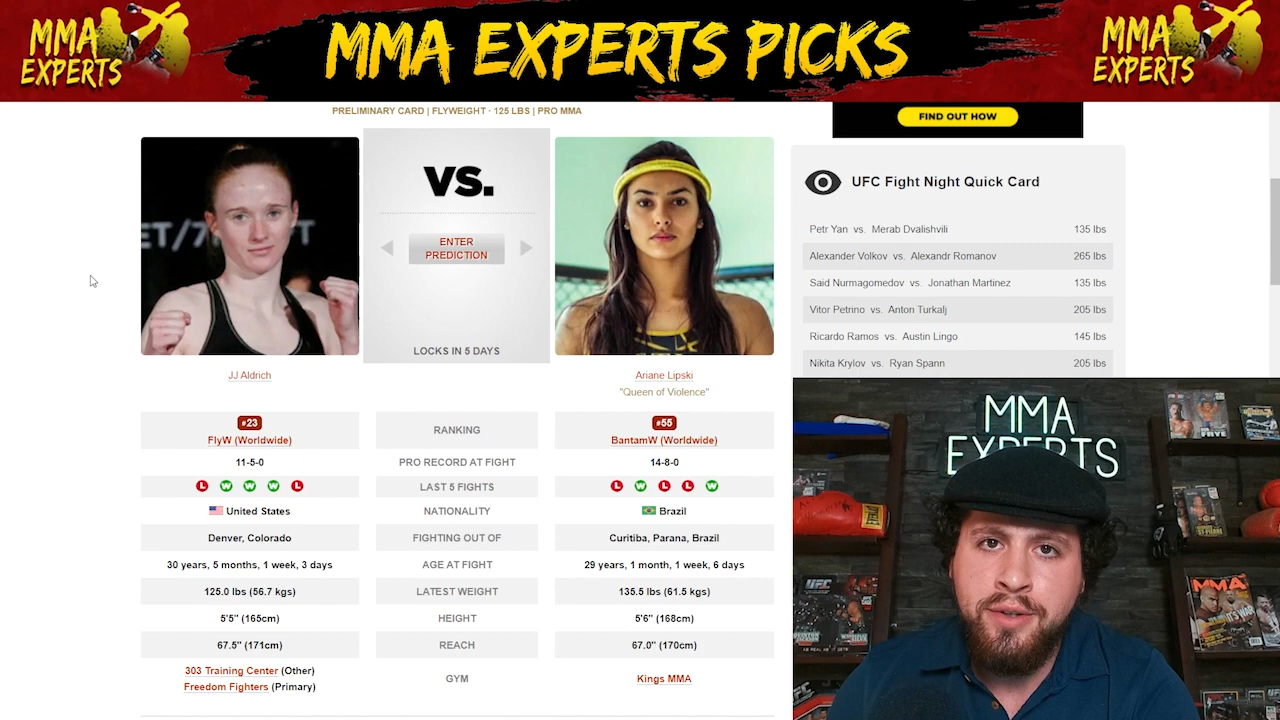 MMA
EXPERTS
MMA EXPERTS PICKS
MMA
EXPERTS
PRELIMINARY CARD | FLYWEIGHT · 125 LBS | PRO MMA
FIND OUT HOW
VS.
ENTER
PREDICTION
LOCKS IN 5 DAYS
UFC Fight Night Quick Card
Petr Yan vs. Merab Dvalishvili 135 lbs
Alexander Volkov vs. Alexandr Romanov 265 lbs
Said Nurmagomedov vs. Jonathan Martinez 135 lbs
Vitor Petrino vs. Anton Turkalj 205 lbs
Ricardo Ramos vs. Austin Lingo 145 lbs
Nikita Krylov vs. Ryan Spann 205 lbs
JJ Aldrich
Ariane Lipski
"Queen of Violence"
#23
FlyW (Worldwide)
RANKING
#55
BantamW (Worldwide)
11-5-0 PRO RECORD AT FIGHT 14-8-0
L W W W L LAST 5 FIGHTS L W L L W
United States NATIONALITY Brazil
Denver, Colorado FIGHTING OUT OF Curitiba, Parana, Brazil
30 years, 5 months, 1 week, 3 days AGE AT FIGHT 29 years, 1 month, 1 week, 6 days
125.0 lbs (56.7 kgs) LATEST WEIGHT 135.5 lbs (61.5 kgs)
5'5" (165cm) HEIGHT 5'6" (168cm)
67.5" (171cm) REACH 67.0" (170cm)
303 Training Center (Other)
Freedom Fighters (Primary)
GYM
Kings MMA
MMA
EXPERTS
FRYE
UFC
MMA
WAR
UFC